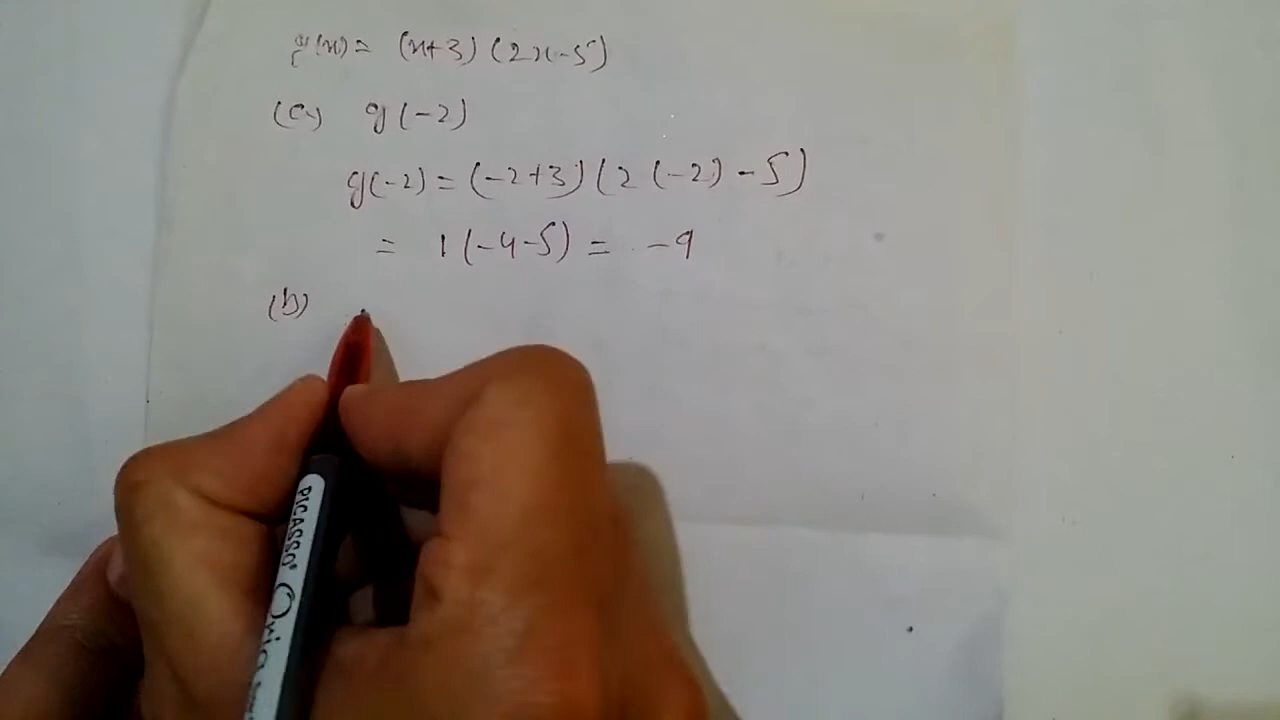 g(x) = (x+3) (2x-5)
(a) g(-2)
g(-2) = (-2+3) (2 (-2) - 5)
= 1 (-4-5) = -9
(b)
PICASSO